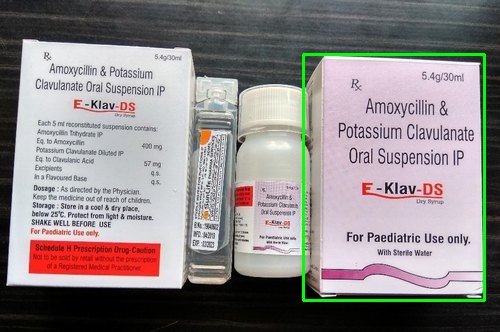 Rx
5.4g/30ml
Amoxycillin & Potassium
Clavulanate Oral Suspension IP
E-Klav-DS
Dry Syrup
Each 5 ml reconstituted suspension contains:
Amoxycillin Trihydrate IP
Eq. to Amoxycillin 400 mg
Potassium Clavulanate Diluted IP
Eq. to Clavulanic Acid 57 mg
Excipients q.s.
In a Flavoured Base q.s.
Dosage : As directed by the Physician.
Keep the medicine out of reach of children.
Storage : Store in a cool & dry place,
below 25°C. Protect from light & moisture.
SHAKE WELL BEFORE USE
For Paediatric Use only.
Schedule H Prescription Drug-Caution
Not to be sold by retail without the prescription
of a Registered Medical Practitioner
Amoxycillin &
Potassium Clavulanate
Oral Suspension IP
E-Klav-DS
Rx
5.4g/30ml
Amoxycillin &
Potassium Clavulanate
Oral Suspension IP
E-Klav-DS
Dry Syrup
For Paediatric Use only.
With Sterile Water